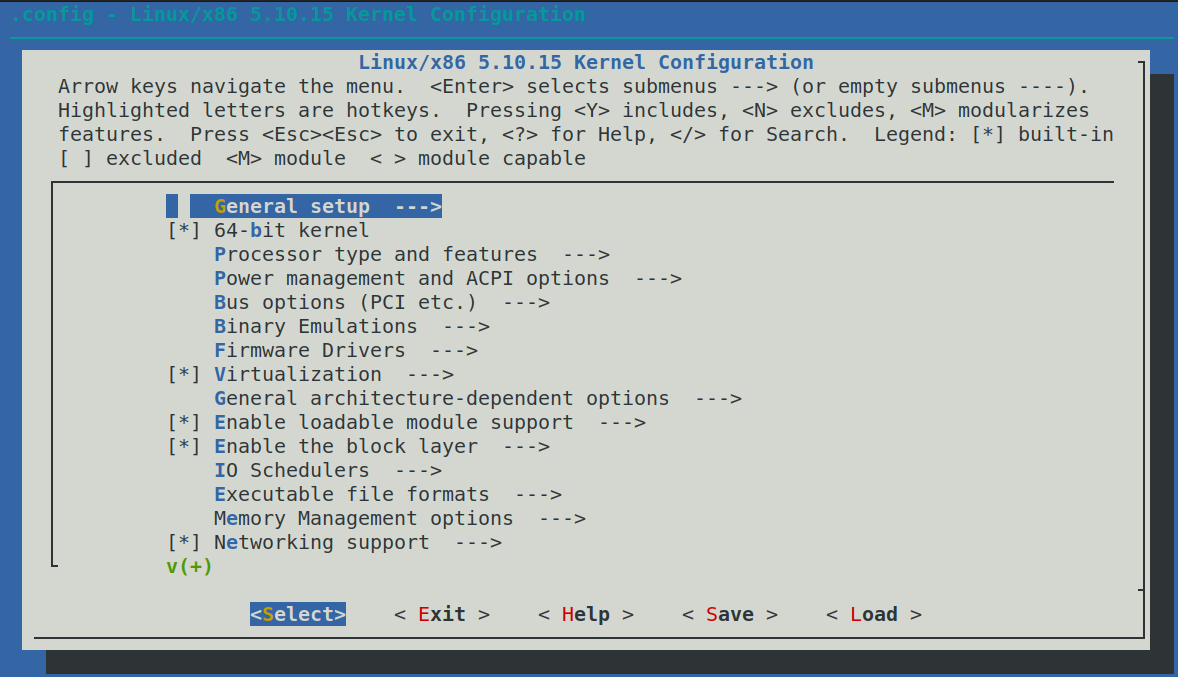 .config - Linux/x86 5.10.15 Kernel Configuration
Linux/x86 5.10.15 Kernel Configuration
Arrow keys navigate the menu.  <Enter> selects submenus ---> (or empty submenus ----).
Highlighted letters are hotkeys.  Pressing <Y> includes, <N> excludes, <M> modularizes
features.  Press <Esc><Esc> to exit, <?> for Help, </> for Search.  Legend: [*] built-in
[ ] excluded  <M> module  < > module capable
General setup  --->
[*] 64-bit kernel
Processor type and features  --->
Power management and ACPI options  --->
Bus options (PCI etc.)  --->
Binary Emulations  --->
Firmware Drivers  --->
[*] Virtualization  --->
General architecture-dependent options  --->
[*] Enable loadable module support  --->
[*] Enable the block layer  --->
IO Schedulers  --->
Executable file formats  --->
Memory Management options  --->
[*] Networking support  --->
v(+)
<Select>    < Exit >    < Help >    < Save >    < Load >